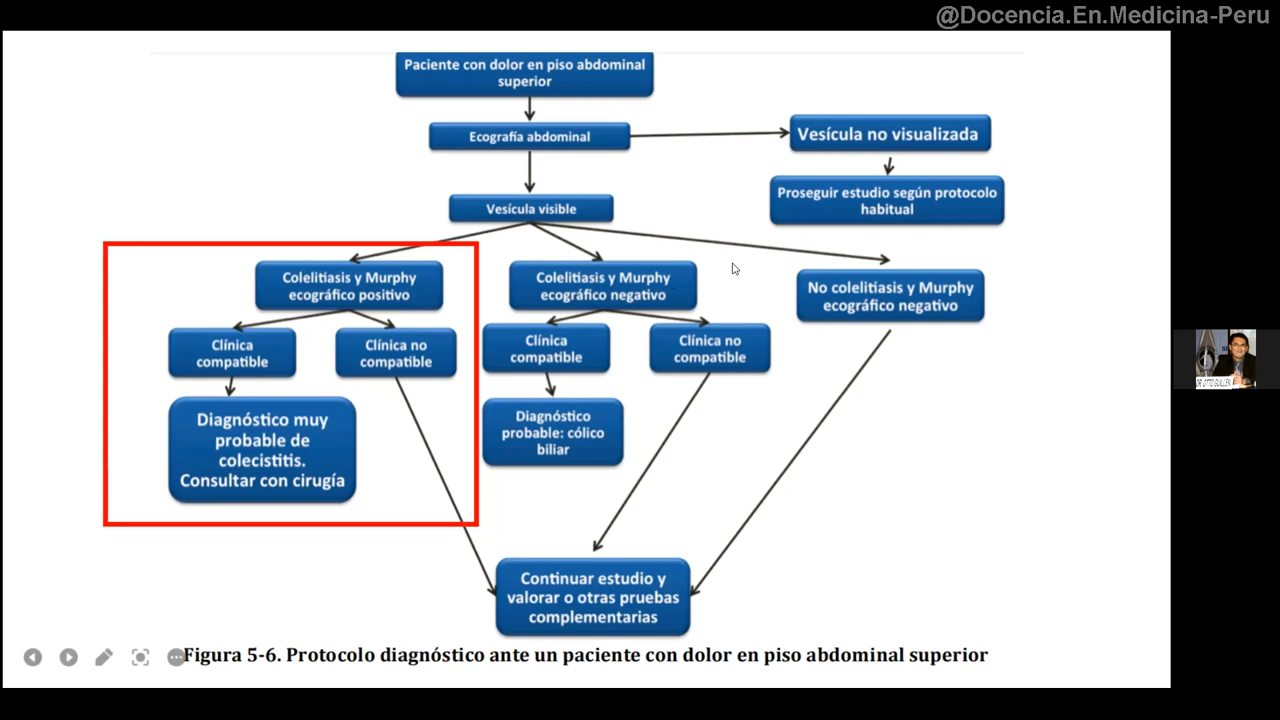 @Docencia.En.Medicina-Peru
Paciente con dolor en piso abdominal
superior
Ecografía abdominal
Vesícula no visualizada
Proseguir estudio según protocolo
habitual
Vesícula visible
Colelitiasis y Murphy
ecográfico positivo
Colelitiasis y Murphy
ecográfico negativo
No colelitiasis y Murphy
ecográfico negativo
Clínica
compatible
Clínica no
compatible
Clínica
compatible
Clínica no
compatible
Diagnóstico muy
probable de
colecistitis.
Consultar con cirugía
Diagnóstico
probable: cólico
biliar
Continuar estudio y
valorar o otras pruebas
complementarias
Figura 5-6. Protocolo diagnóstico ante un paciente con dolor en piso abdominal superior
DR. OTTO GUILLEN